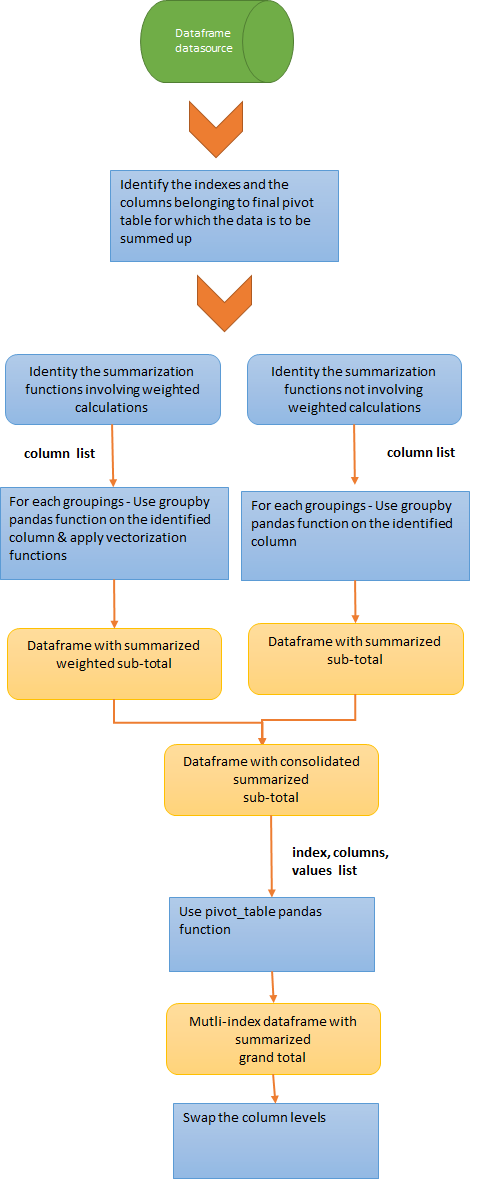 Dataframe
datasource
Identify the indexes and the
columns belonging to final pivot
table for which the data is to be
summed up
Identity the summarization
functions involving weighted
calculations
Identity the summarization
functions not involving
weighted calculations
column list
column list
For each groupings - Use groupby
pandas function on the identified
column & apply vectorization
functions
For each groupings - Use groupby
pandas function on the identified
column
Dataframe with summarized
weighted sub-total
Dataframe with summarized
sub-total
Dataframe with consolidated
summarized
sub-total
index, columns,
values list
Use pivot_table pandas
function
Mutli-index dataframe with
summarized
grand total
Swap the column levels